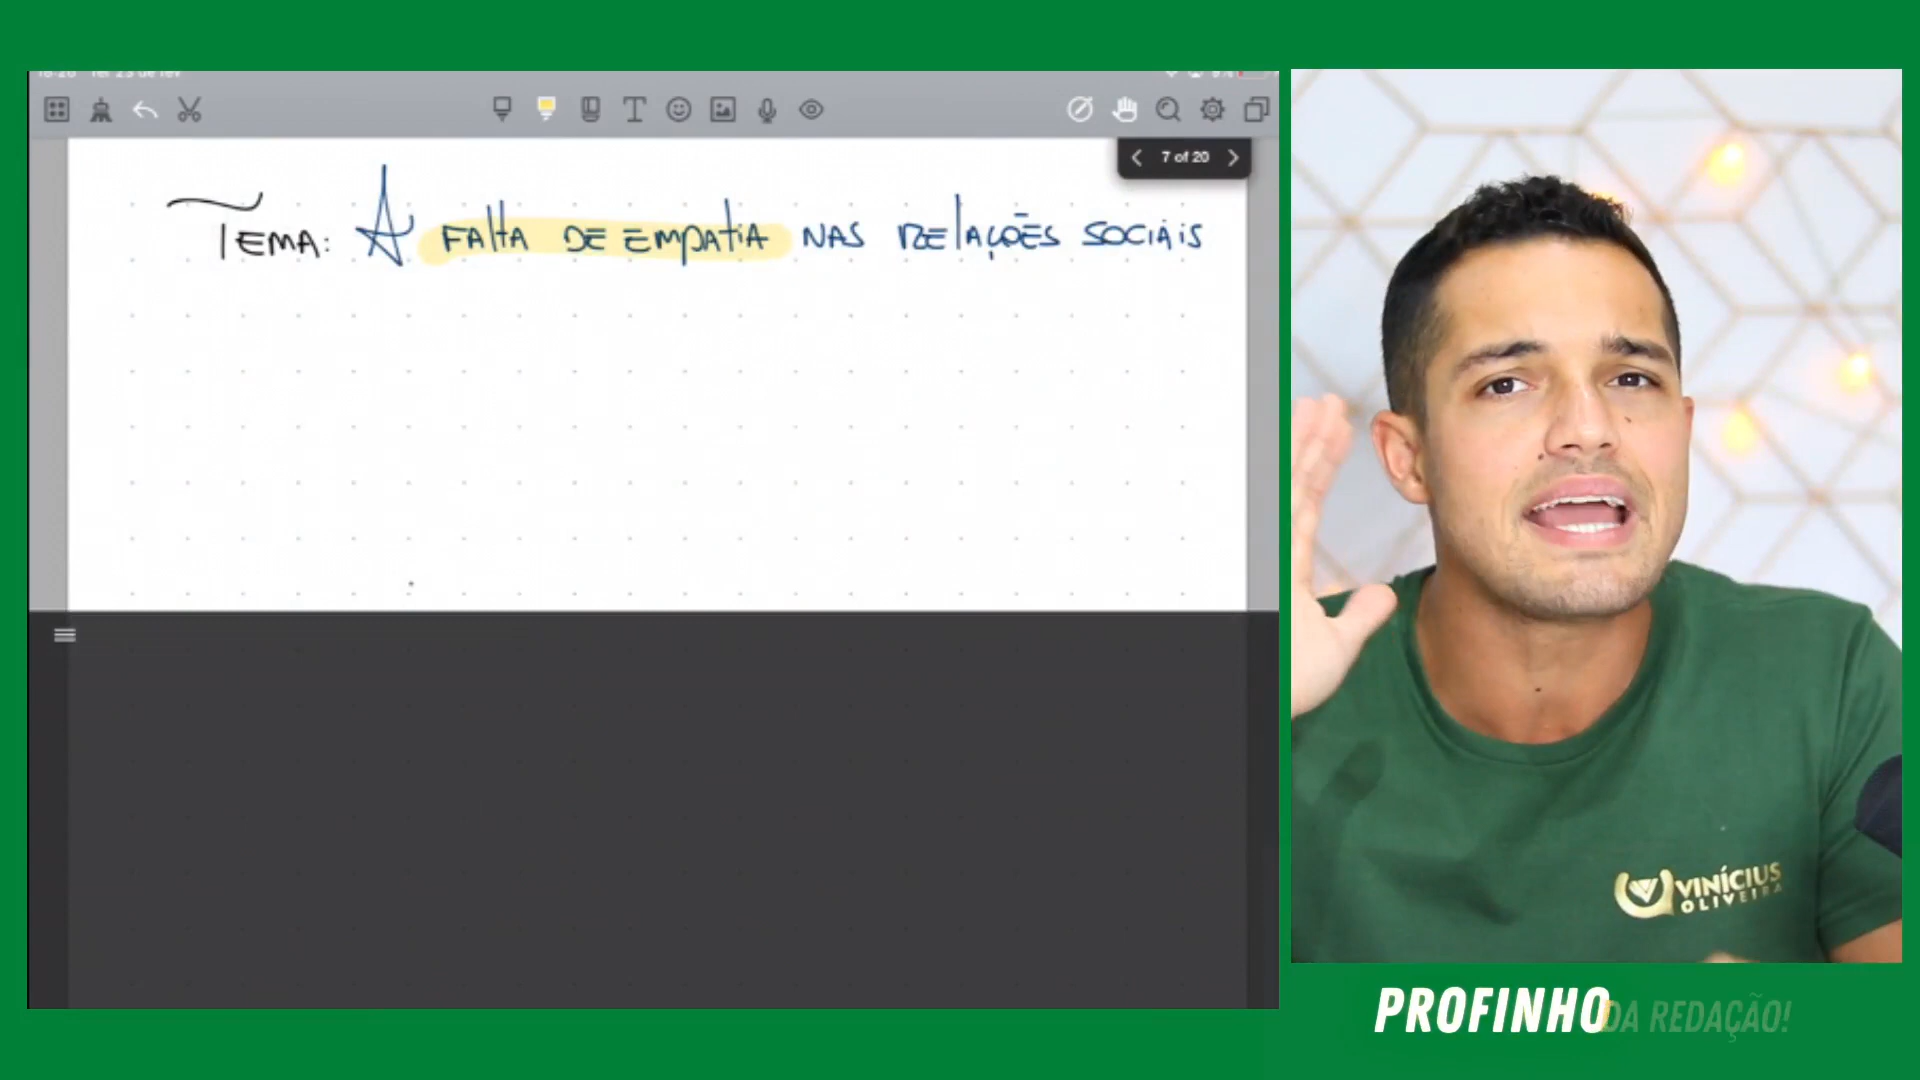 7 of 20
TEMA: A FALTA DE EMPATIA NAS RELAÇÕES SOCIAIS
VINÍCIUS
OLIVEIRA
PROFINHO DA REDAÇÃO!